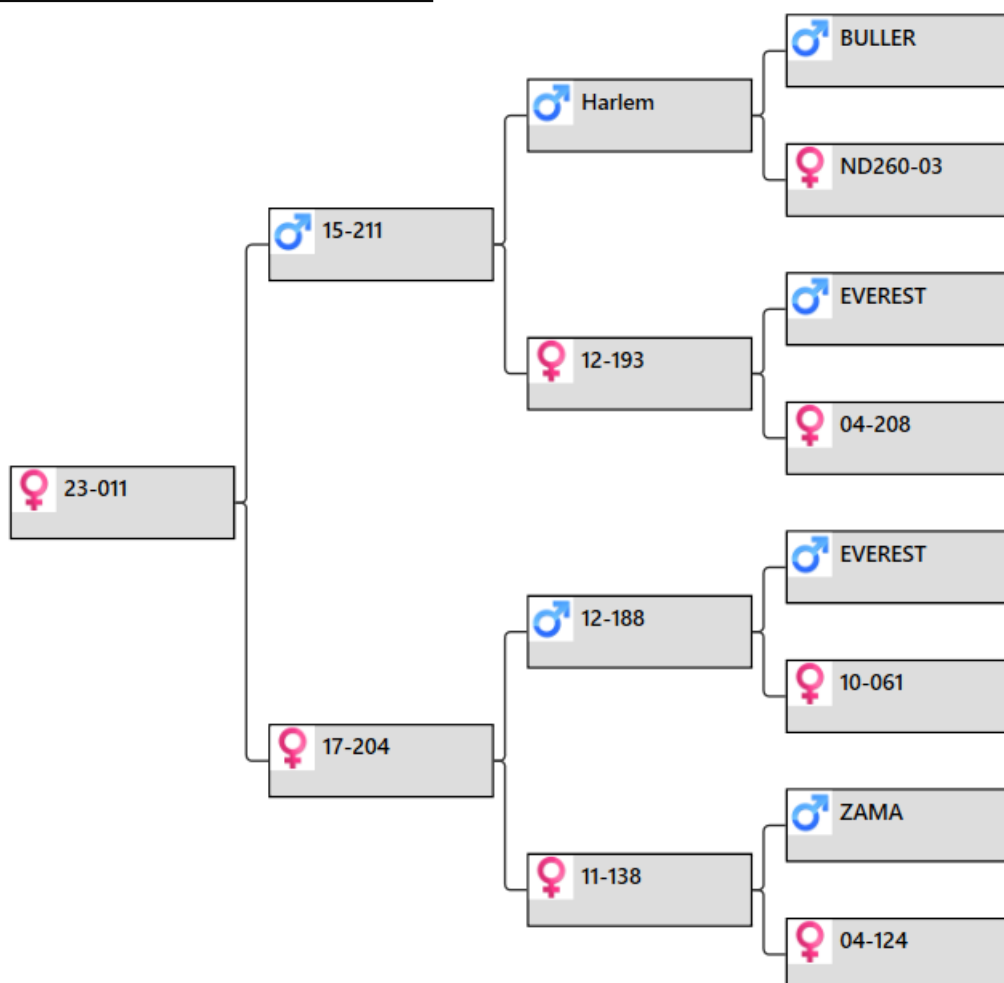 BULLER
Harlem
ND260-03
15-211
EVEREST
12-193
04-208
23-011
EVEREST
12-188
10-061
17-204
ZAMA
11-138
04-124